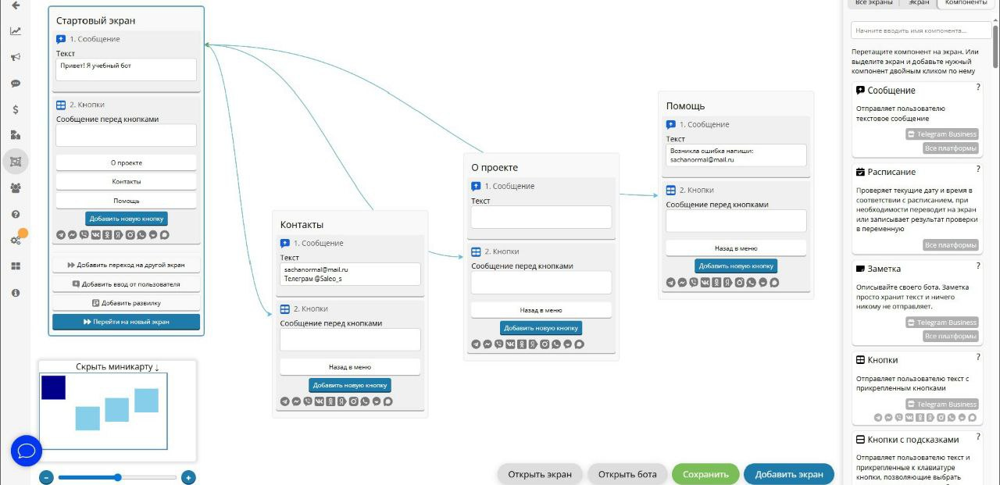 Стартовый экран
1. Сообщение
Текст
Привет! Я учебный бот
2. Кнопки
Сообщение перед кнопками
О проекте
Контакты
Помощь
Добавить новую кнопку
Добавить переход на другой экран
Добавить ввод от пользователя
Добавить развилку
Перейти на новый экран
Скрыть миникарту ↓
Контакты
1. Сообщение
Текст
sachanormal@mail.ru
Телеграм @Saleo_s
2. Кнопки
Сообщение перед кнопками
Назад в меню
Добавить новую кнопку
О проекте
1. Сообщение
Текст
2. Кнопки
Сообщение перед кнопками
Назад в меню
Добавить новую кнопку
Помощь
1. Сообщение
Текст
Возникла ошибка напиши:
sachanormal@mail.ru
2. Кнопки
Сообщение перед кнопками
Назад в меню
Добавить новую кнопку
Открыть экран
Открыть бота
Сохранить
Добавить экран
Все экраны
Экран
Компоненты
Начните вводить имя компонента...
Перетащите компонент на экран. Или
выделите экран и добавьте нужный
компонент двойным кликом по нему
Сообщение ?
Отправляет пользователю
текстовое сообщение
Telegram Business
Все платформы
Расписание ?
Проверяет текущие дату и время в
соответствии с расписанием, при
необходимости переводит на экран
или записывает результат проверки
в переменную
Все платформы
Заметка ?
Описывайте своего бота. Заметка
просто хранит текст и ничего
никому не отправляет.
Telegram Business
Все платформы
Кнопки ?
Отправляет пользователю текст с
прикрепленным кнопками
Telegram Business
Кнопки с подсказками ?
Отправляет пользователю текст и
прикрепленные к клавиатуре
кнопки, позволяющие выбрать